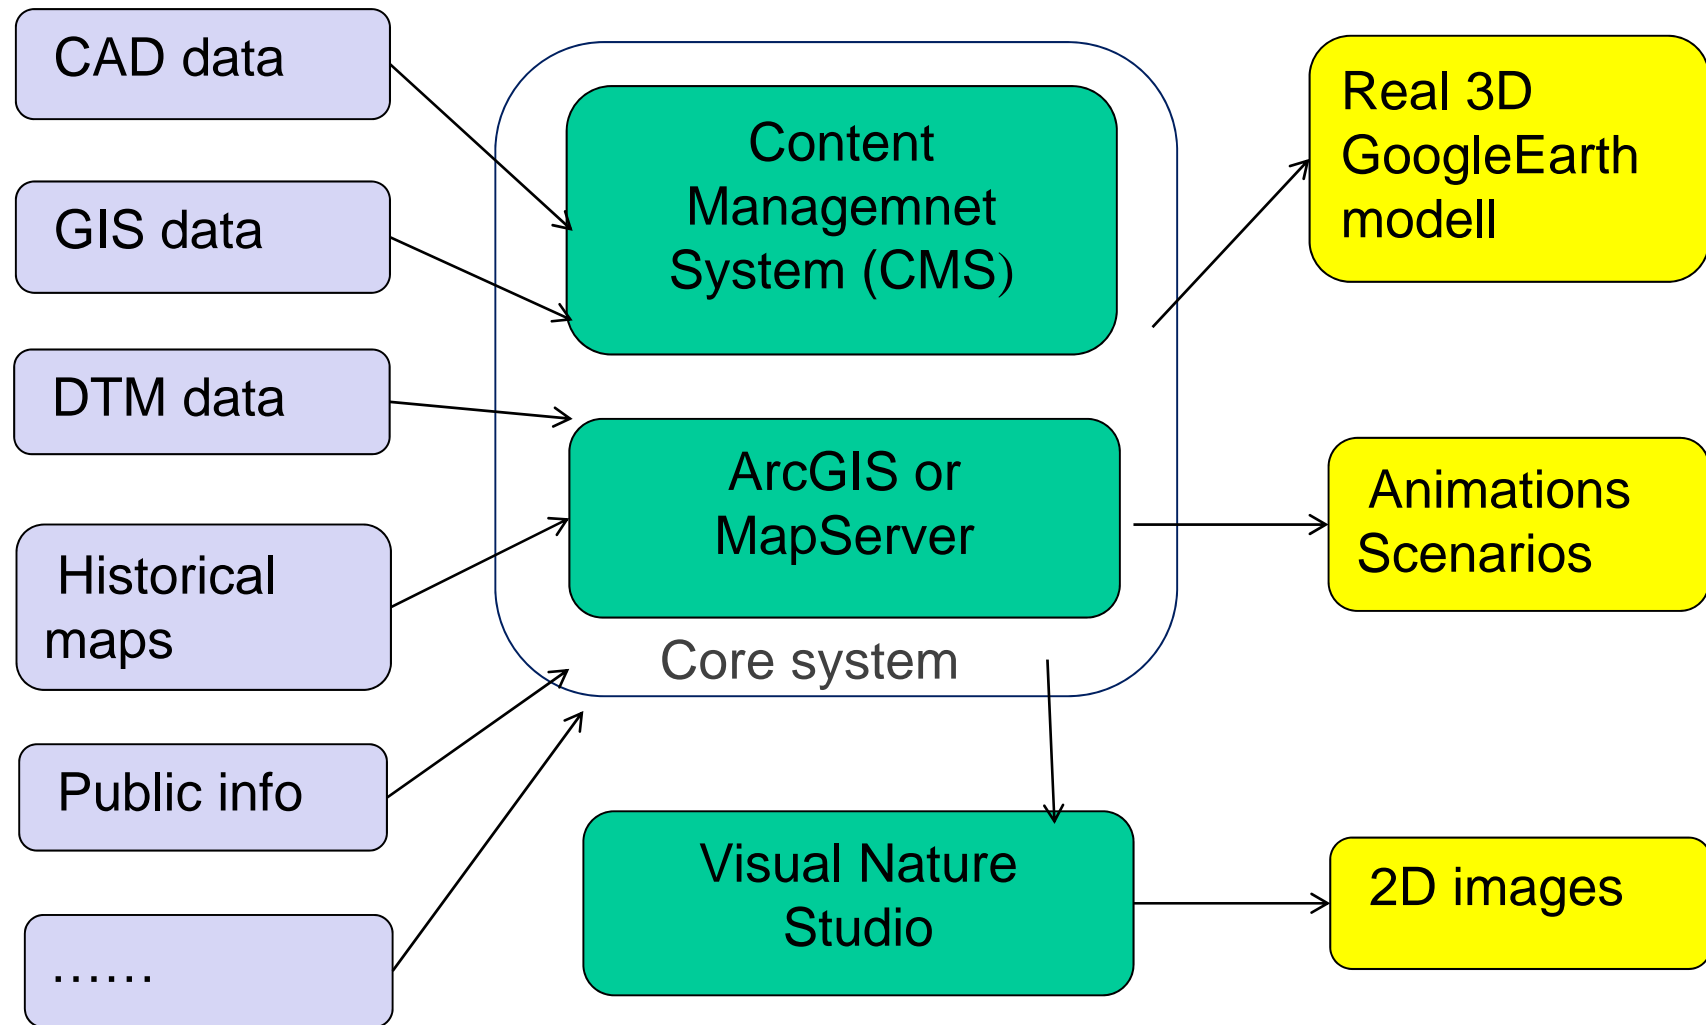 CAD data
GIS data
DTM data
Historical
maps
Public info
......
Content
Managemnet
System (CMS)
ArcGIS or
MapServer
Core system
Visual Nature
Studio
Real 3D
GoogleEarth
modell
Animations
Scenarios
2D images